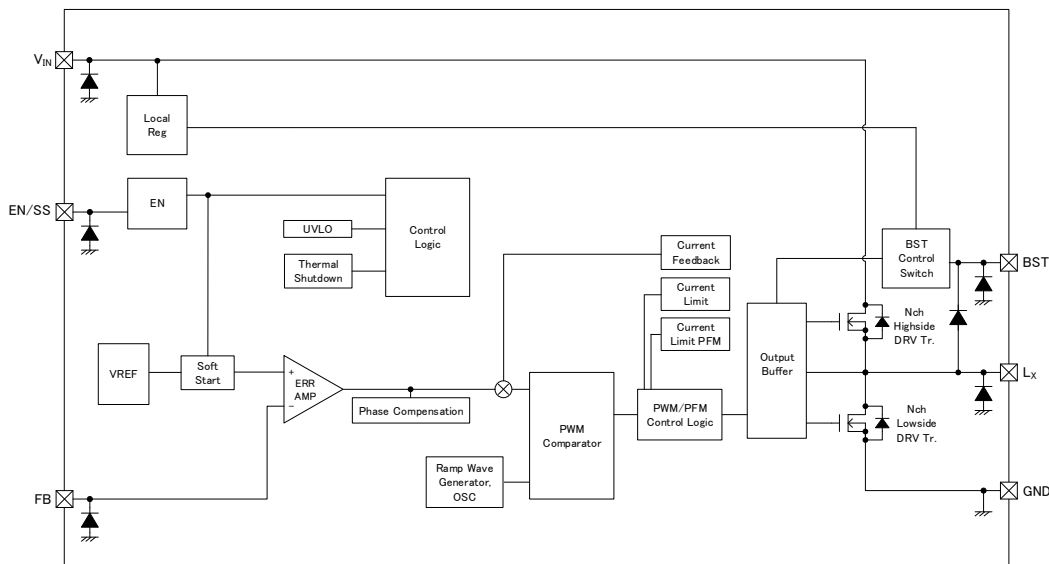 VIN
Local
Reg
EN/SS
EN
UVLO
Thermal
Shutdown
Control
Logic
Current
Feedback
BST
Control
Switch
BST
Current
Limit
Current
Limit PFM
Nch
Highside
DRV Tr.
VREF
Soft
Start
+
ERR
AMP
−
Phase Compensation
Output
Buffer
LX
PWM
Comparator
PWM/PFM
Control Logic
Nch
Lowside
DRV Tr.
Ramp Wave
Generator,
OSC
FB
GND